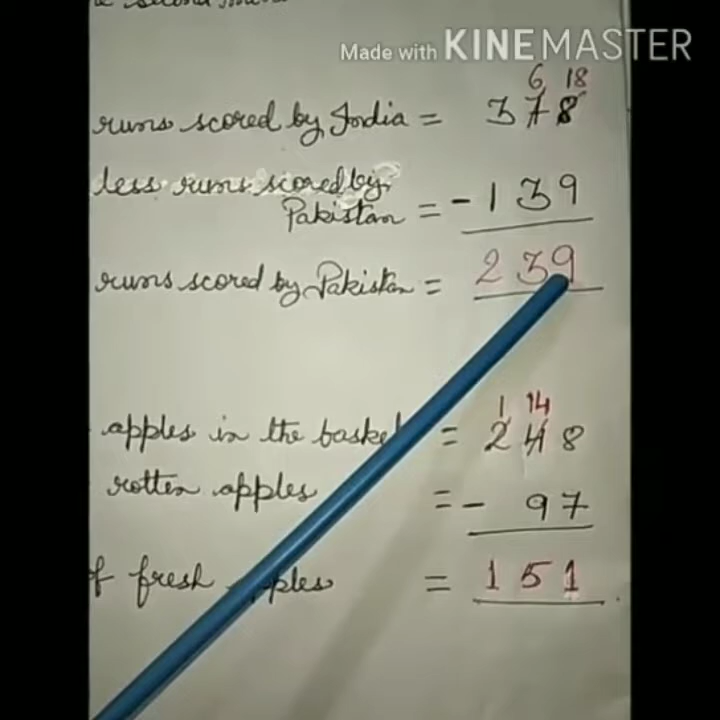 Made with KINEMASTER
6 18
runs scored by India = 378
less runs scored by
Pakistan = - 139
runs scored by Pakistan = 239
1 14
apples in the basket = 248
rotten apples = - 97
of fresh apples = 151